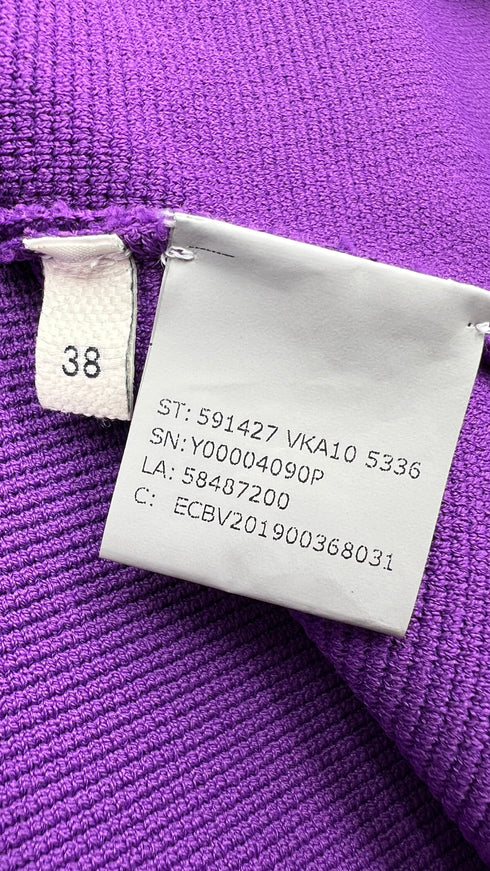 38
ST: 591427 VKA10 5336
SN:Y00004090P
LA: 58487200
C: ECBV201900368031